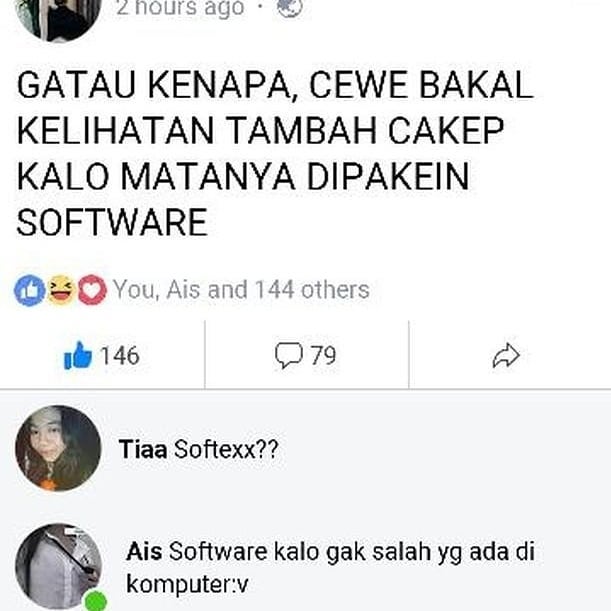 2 hours ago ·
GATAU KENAPA, CEWE BAKAL
KELIHATAN TAMBAH CAKEP
KALO MATANYA DIPAKEIN
SOFTWARE
You, Ais and 144 others
146
79
Tiaa Softexx??
Ais Software kalo gak salah yg ada di
komputer:v